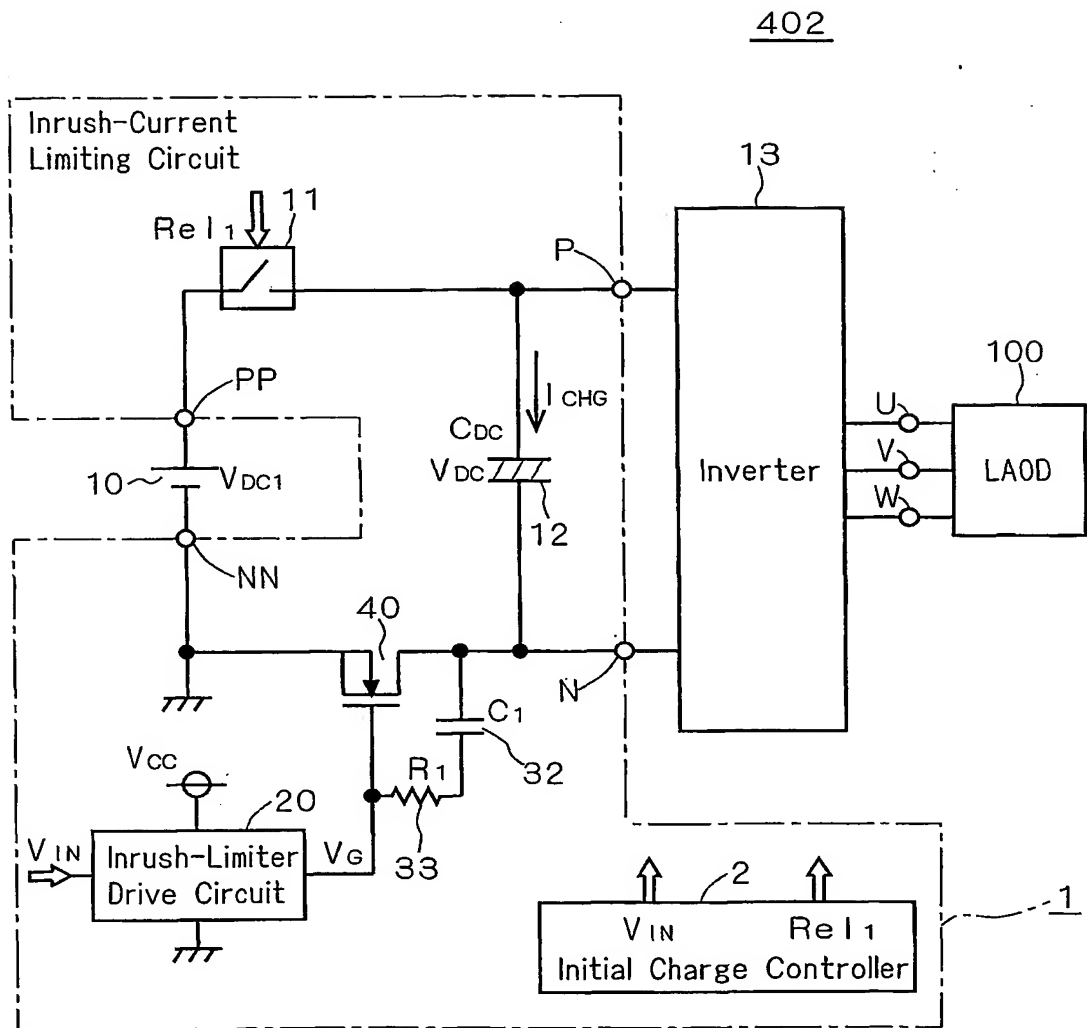 402
Inrush-Current
Limiting Circuit
13
11
Rel1
P
PP
ICHG
100
CDC
U
10
VDC1
VDC
Inverter
V
LAOD
12
W
NN
40
N
C1
VCC
R1
32
20
VIN
Inrush-Limiter
Drive Circuit
VG
33
2
1
VIN
Rel1
Initial Charge Controller